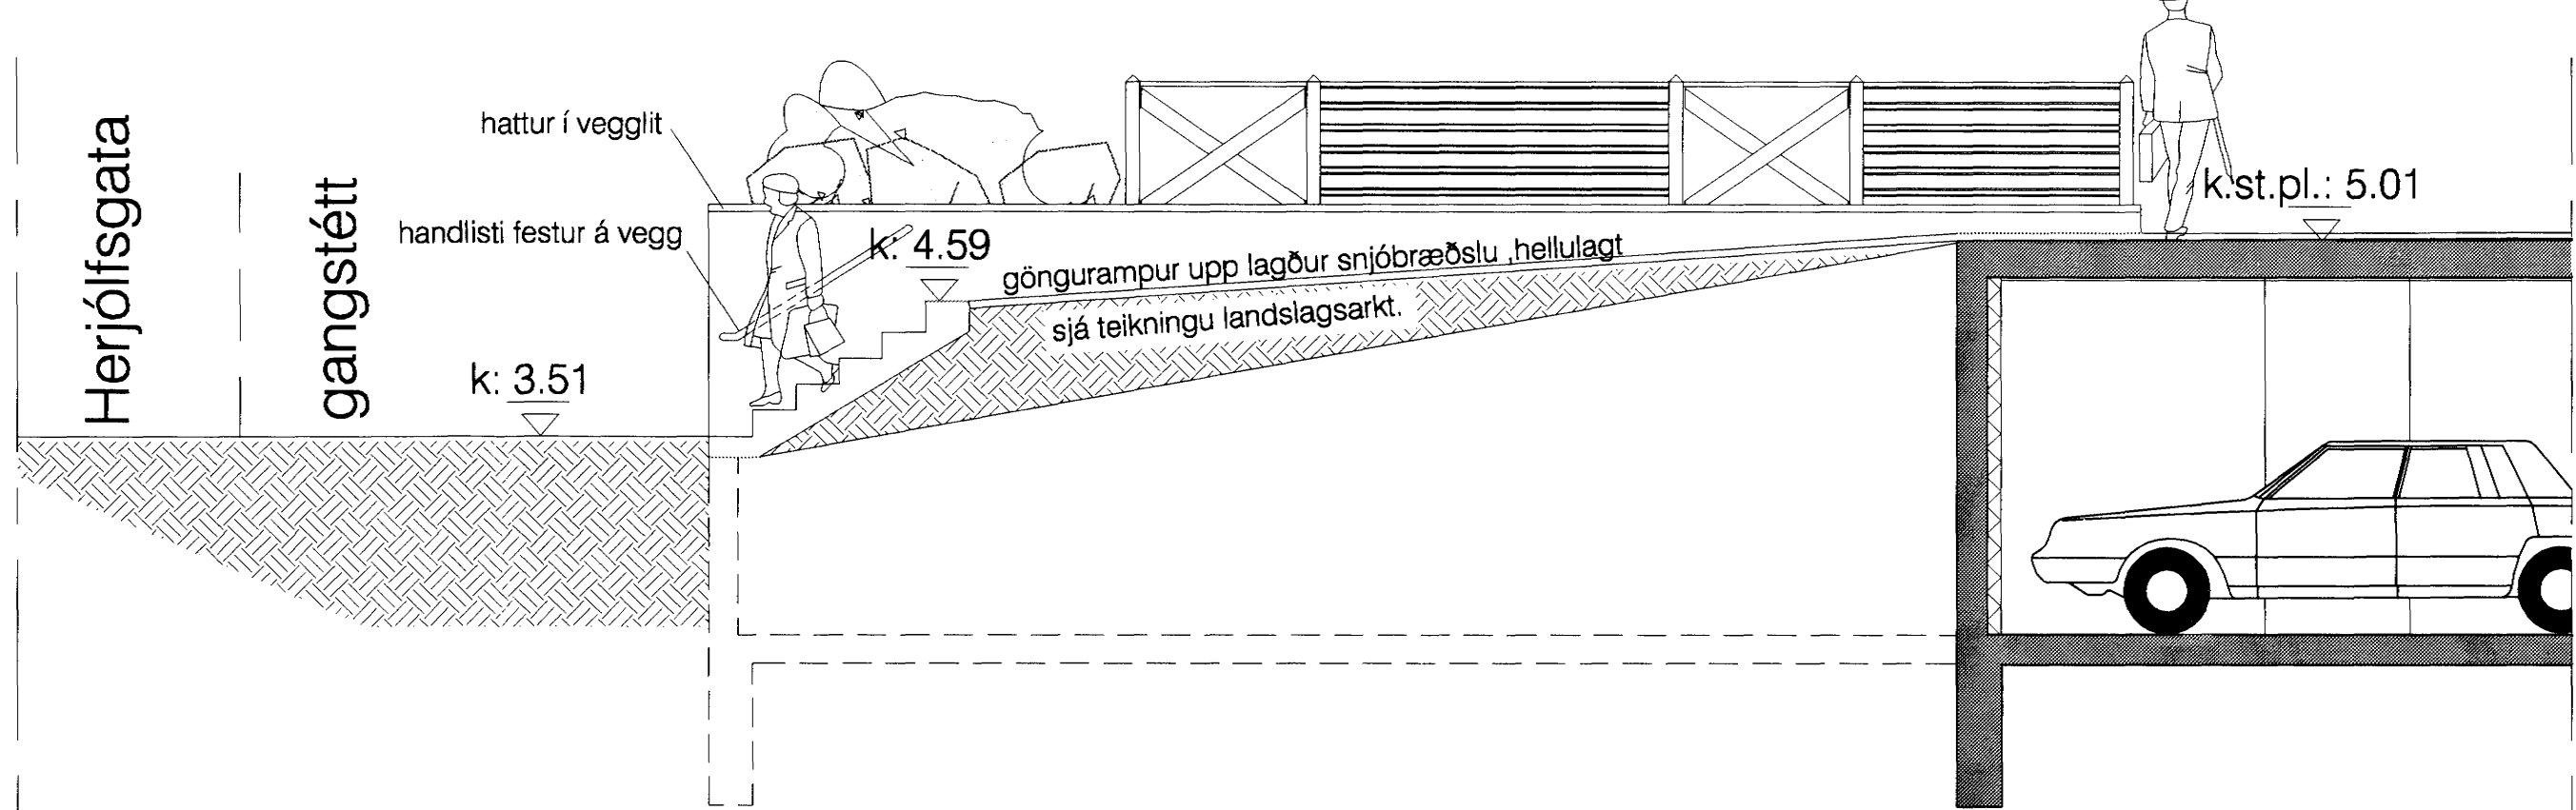 Herjólfsgata
gangstétt
hattur í vegglit
handlisti festur á vegg
k: 3.51
k: 4.59
göngurampur upp lagður snjóbræðslu ,hellulagt
sjá teikningu landslagsarkt.
k.st.pl.: 5.01